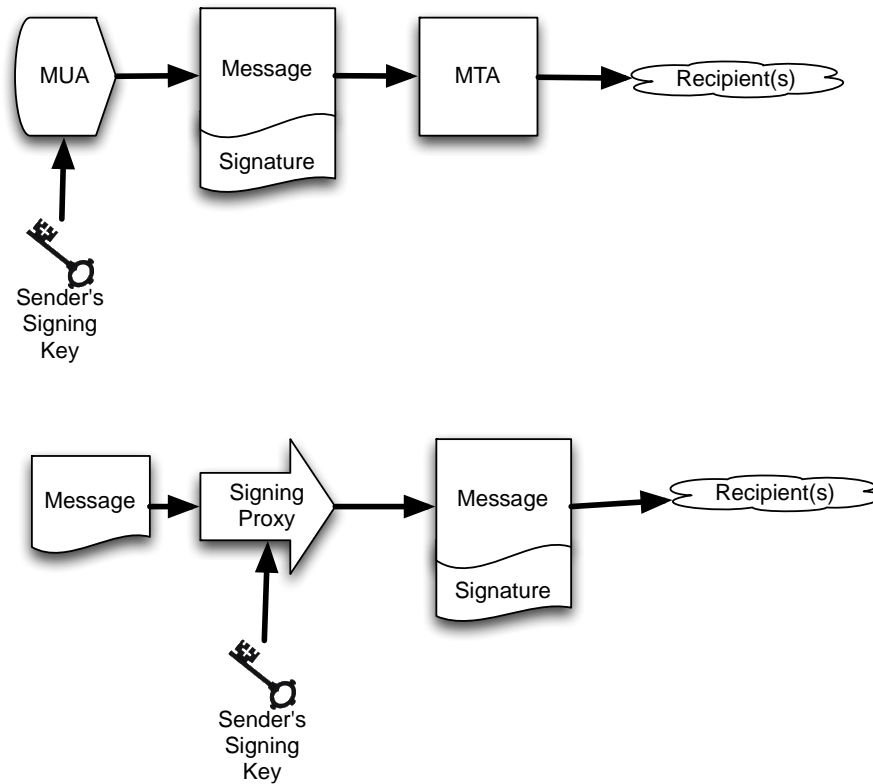 MUA
Message
Signature
MTA
Recipient(s)
Sender's
Signing
Key
Message
Signing
Proxy
Message
Signature
Recipient(s)
Sender's
Signing
Key